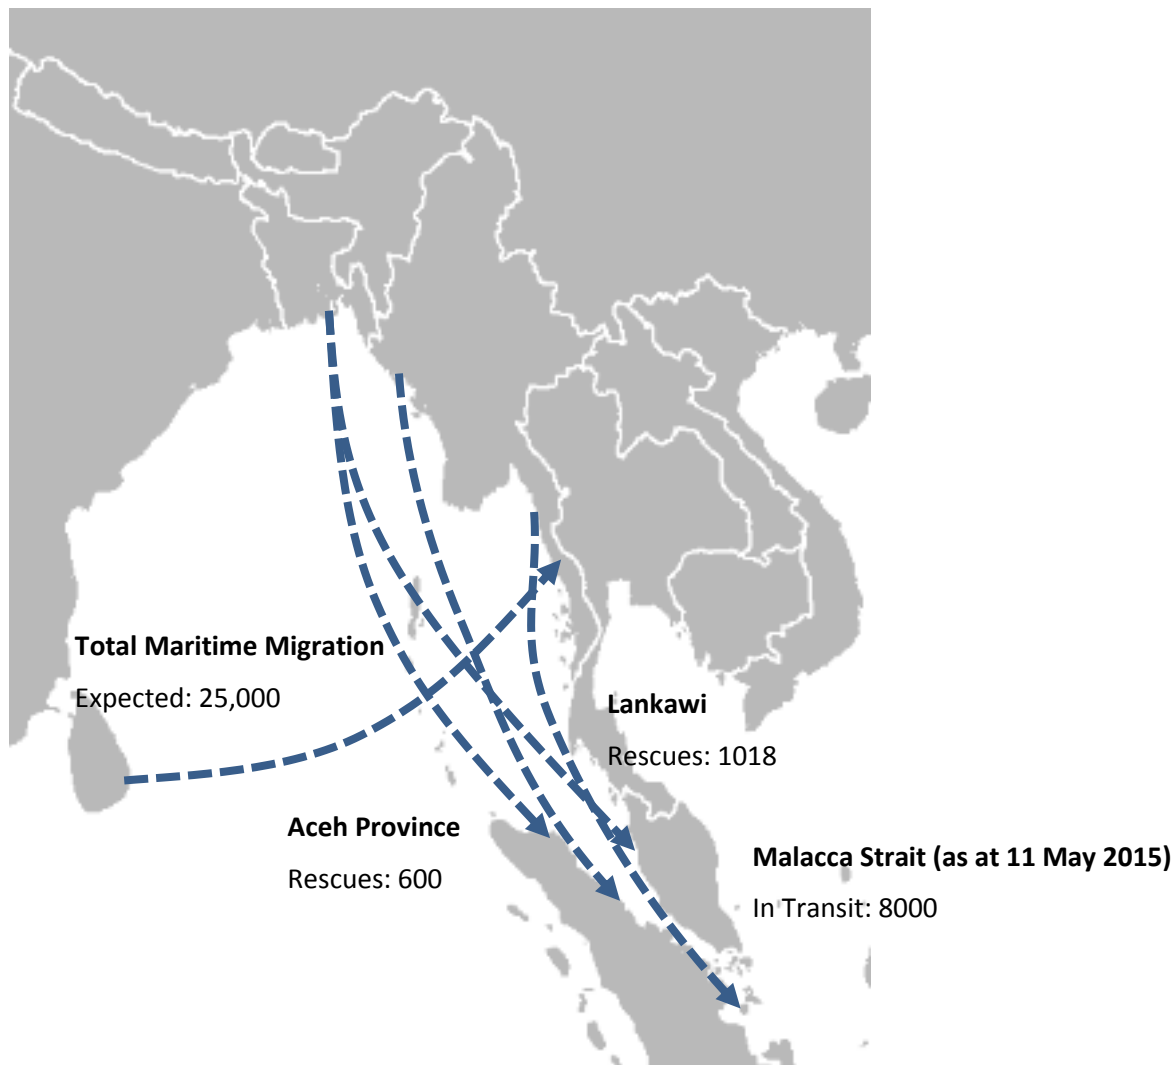 Total Maritime Migration
Expected: 25,000
Lankawi
Rescues: 1018
Aceh Province
Rescues: 600
Malacca Strait (as at 11 May 2015)
In Transit: 8000